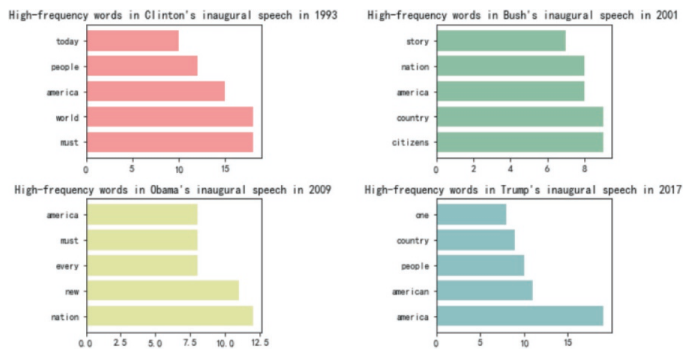 High-frequency words in Clinton's inaugural speech in 1993
today
people
america
world
must
0 5 10 15
High-frequency words in Bush's inaugural speech in 2001
story
nation
america
country
citizens
0 2 4 6 8
High-frequency words in Obama's inaugural speech in 2009
america
must
every
new
nation
0.0 2.5 5.0 7.5 10.0 12.5
High-frequency words in Trump's inaugural speech in 2017
one
country
people
american
america
0 5 10 15